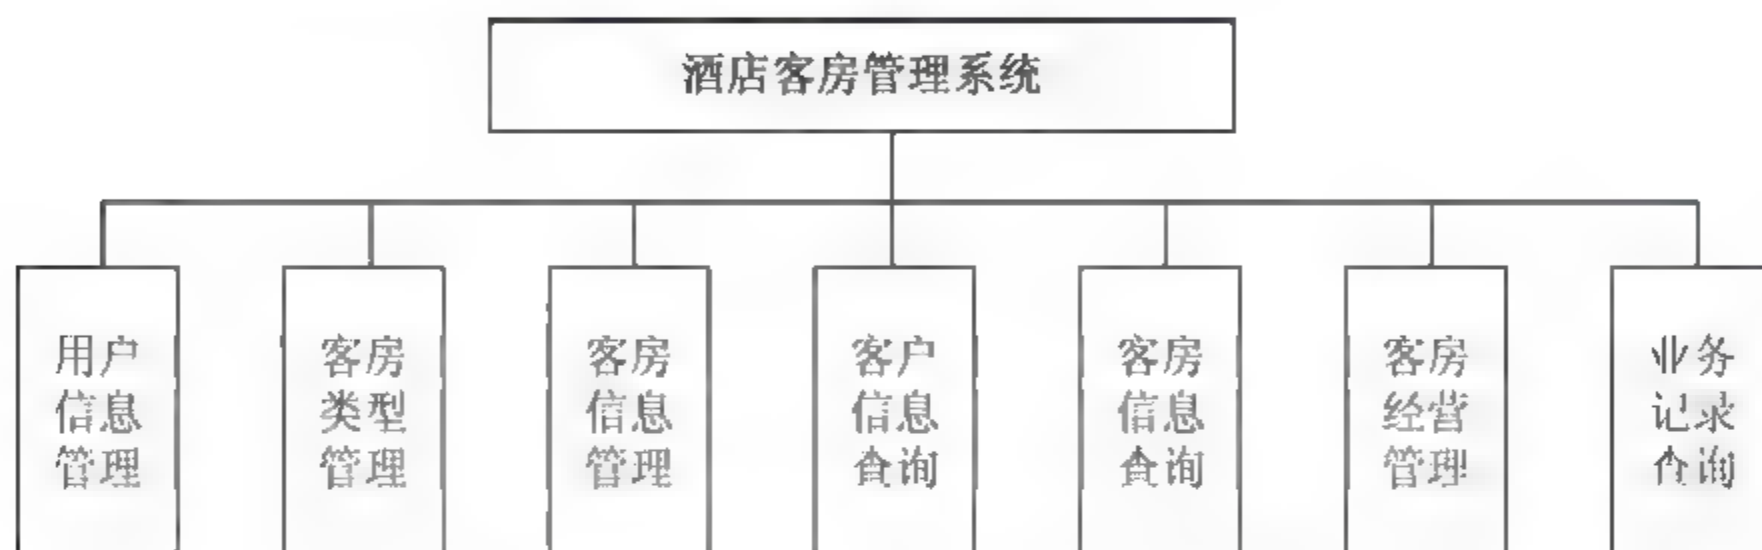 酒店客房管理系统
用户
信息
管理
客房
类型
管理
客房
信息
管理
客户
信息
查询
客房
信息
查询
客房
经营
管理
业务
记录
查询